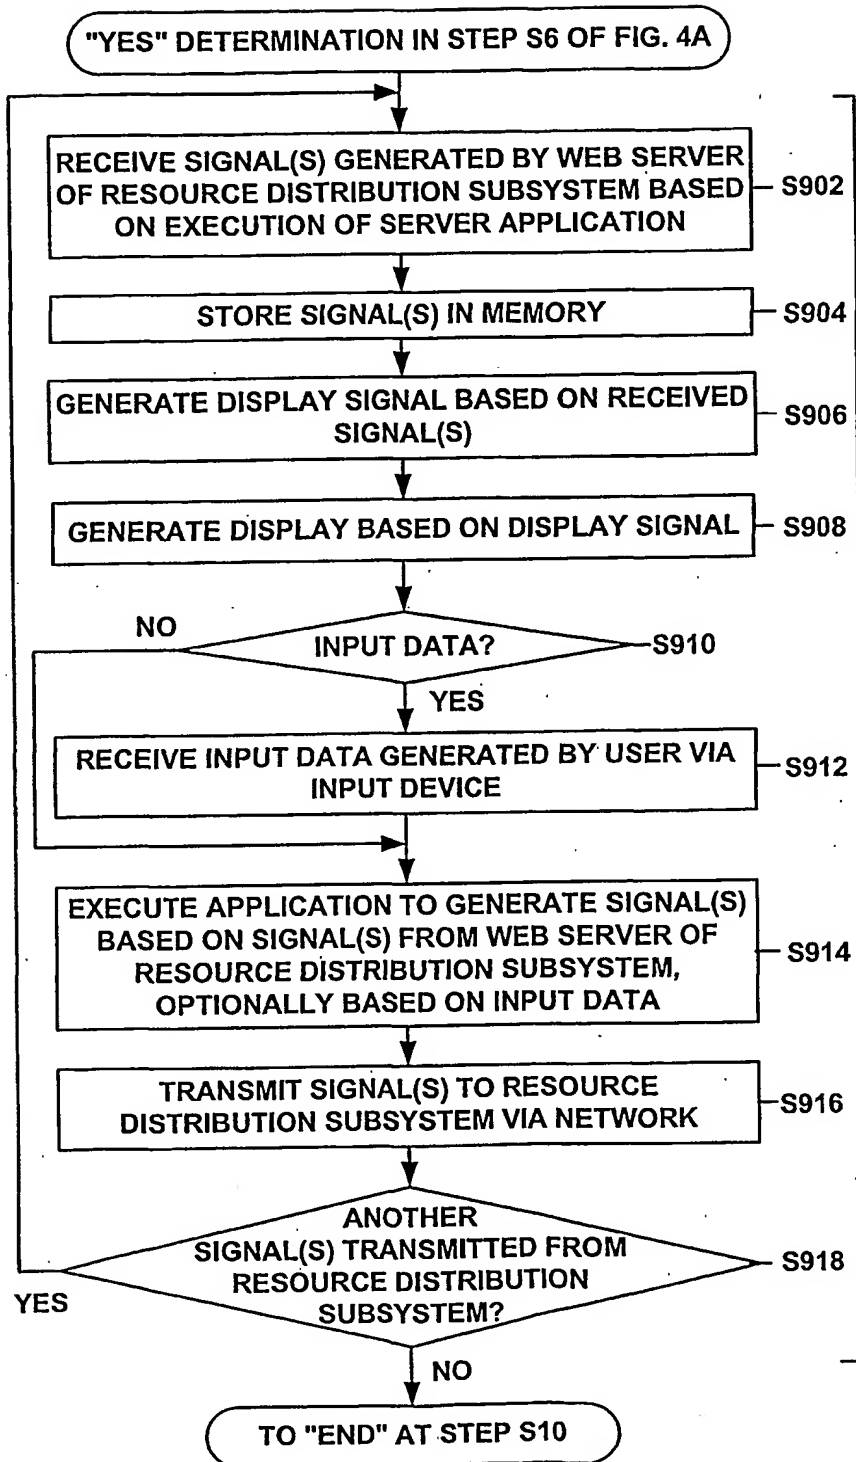 "YES" DETERMINATION IN STEP S6 OF FIG. 4A
RECEIVE SIGNAL(S) GENERATED BY WEB SERVER
OF RESOURCE DISTRIBUTION SUBSYSTEM BASED
ON EXECUTION OF SERVER APPLICATION
S902
STORE SIGNAL(S) IN MEMORY
S904
GENERATE DISPLAY SIGNAL BASED ON RECEIVED
SIGNAL(S)
S906
GENERATE DISPLAY BASED ON DISPLAY SIGNAL
S908
NO
INPUT DATA?
S910
YES
RECEIVE INPUT DATA GENERATED BY USER VIA
INPUT DEVICE
S912
EXECUTE APPLICATION TO GENERATE SIGNAL(S)
BASED ON SIGNAL(S) FROM WEB SERVER OF
RESOURCE DISTRIBUTION SUBSYSTEM,
OPTIONALLY BASED ON INPUT DATA
S914
TRANSMIT SIGNAL(S) TO RESOURCE
DISTRIBUTION SUBSYSTEM VIA NETWORK
S916
ANOTHER
SIGNAL(S) TRANSMITTED FROM
RESOURCE DISTRIBUTION
SUBSYSTEM?
S918
YES
NO
TO "END" AT STEP S10